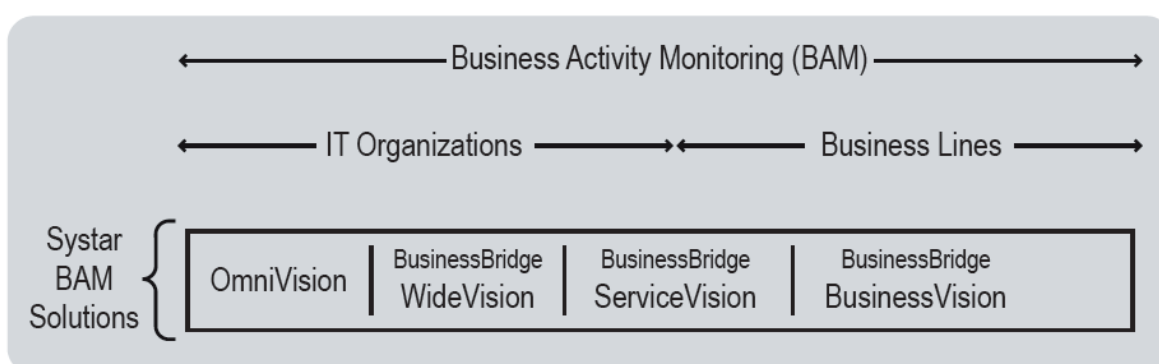 Business Activity Monitoring (BAM)
IT Organizations
Business Lines
Systar
BAM
Solutions
OmniVision
BusinessBridge
WideVision
BusinessBridge
ServiceVision
BusinessBridge
BusinessVision